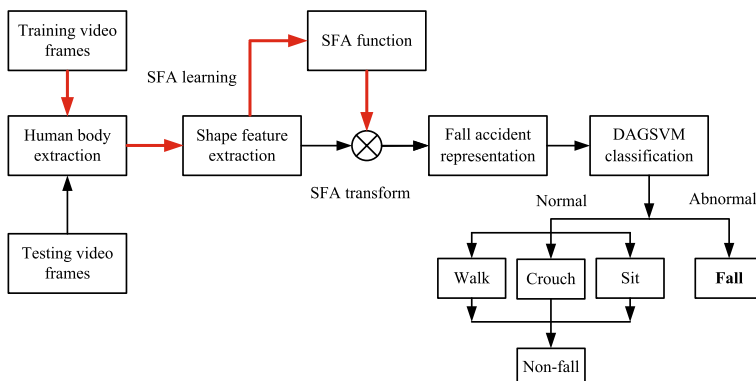 Training video
frames
SFA function
SFA learning
Human body
extraction
Shape feature
extraction
Fall accident
representation
DAGSVM
classification
SFA transform
Normal
Abnormal
Testing video
frames
Walk
Crouch
Sit
Fall
Non-fall